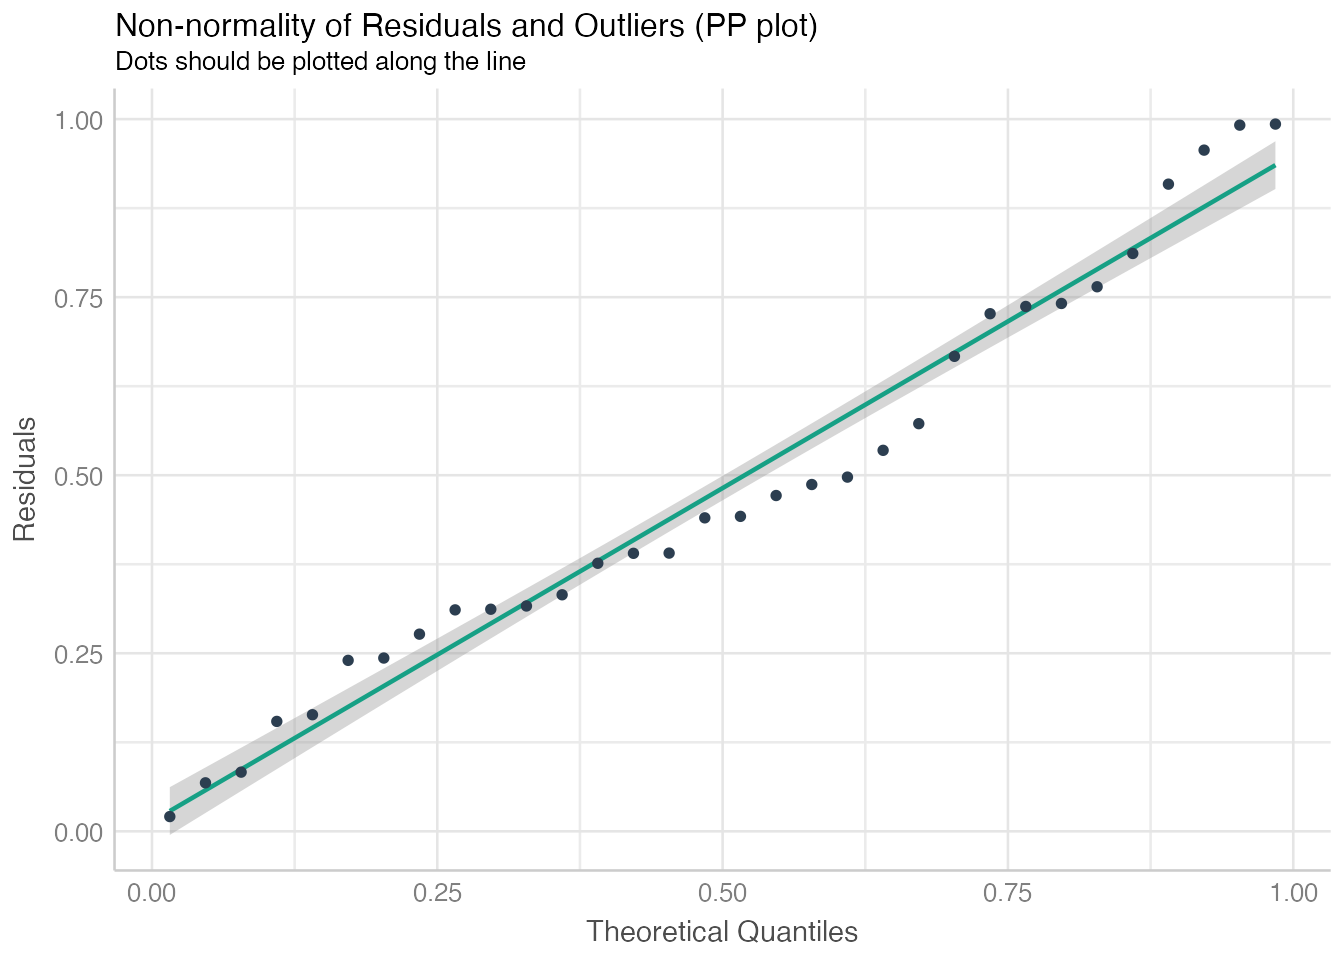 Non-normality of Residuals and Outliers (PP plot)
Dots should be plotted along the line
1.00
0.75
0.50
0.25
0.00
Residuals
0.00 0.25 0.50 0.75 1.00
Theoretical Quantiles